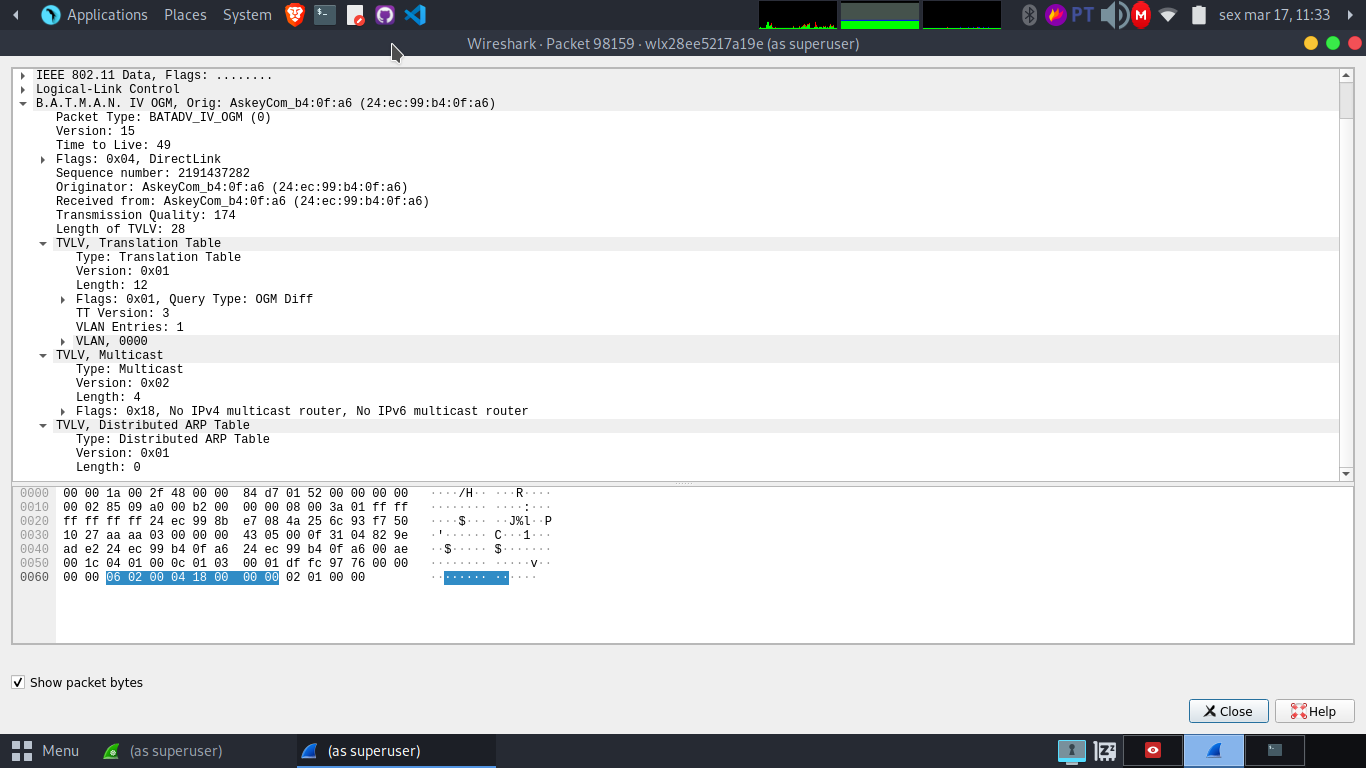 Applications Places System PT M sex mar 17, 11:33
Wireshark · Packet 98159 · wlx28ee5217a19e (as superuser)
IEEE 802.11 Data, Flags: ........
Logical-Link Control
B.A.T.M.A.N. IV OGM, Orig: AskeyCom_b4:0f:a6 (24:ec:99:b4:0f:a6)
Packet Type: BATADV_IV_OGM (0)
Version: 15
Time to Live: 49
Flags: 0x04, DirectLink
Sequence number: 2191437282
Originator: AskeyCom_b4:0f:a6 (24:ec:99:b4:0f:a6)
Received from: AskeyCom_b4:0f:a6 (24:ec:99:b4:0f:a6)
Transmission Quality: 174
Length of TVLV: 28
TVLV, Translation Table
Type: Translation Table
Version: 0x01
Length: 12
Flags: 0x01, Query Type: OGM Diff
TT Version: 3
VLAN Entries: 1
VLAN, 0000
TVLV, Multicast
Type: Multicast
Version: 0x02
Length: 4
Flags: 0x18, No IPv4 multicast router, No IPv6 multicast router
TVLV, Distributed ARP Table
Type: Distributed ARP Table
Version: 0x01
Length: 0
0000 00 00 1a 00 2f 48 00 00 84 d7 01 52 00 00 00 00 ····/H·· ···R····
0010 00 02 85 09 a0 00 b2 00 00 00 08 00 3a 01 ff ff ········ ····:···
0020 ff ff ff ff 24 ec 99 8b e7 08 4a 25 6c 93 f7 50 ····$··· ··J%l··P
0030 10 27 aa aa 03 00 00 00 43 05 00 0f 31 04 82 9e ·'······ C···1···
0040 ad e2 24 ec 99 b4 0f a6 24 ec 99 b4 0f a6 00 ae ··$····· $·······
0050 00 1c 04 01 00 0c 01 03 00 01 df fc 97 76 00 00 ········ ·····v··
0060 00 00 06 02 00 04 18 00 00 00 02 01 00 00 ········ ······
Show packet bytes
Close Help
Menu (as superuser) (as superuser)